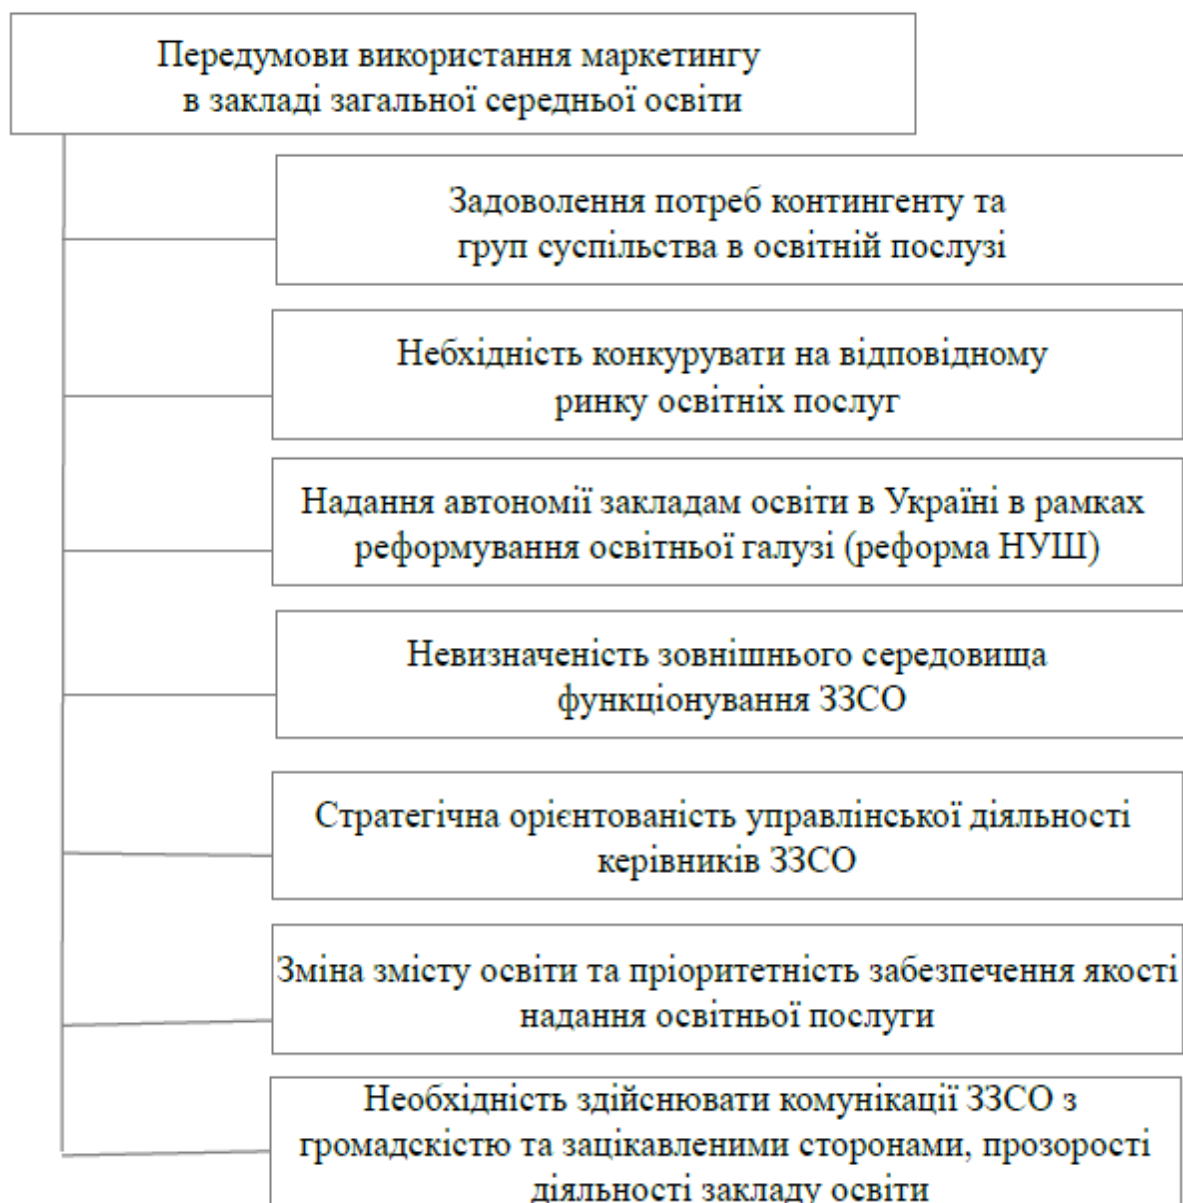 Передумови використання маркетингу
в закладі загальної середньої освіти
Задоволення потреб контингенту та
груп суспільства в освітній послузі
Небхідність конкурувати на відповідному
ринку освітніх послуг
Надання автономії закладам освіти в Україні в рамках
реформування освітньої галузі (реформа НУШ)
Невизначеність зовнішнього середовища
функціонування ЗЗСО
Стратегічна орієнтованість управлінської діяльності
керівників ЗЗСО
Зміна змісту освіти та пріоритетність забезпечення якості
надання освітньої послуги
Необхідність здійснювати комунікації ЗЗСО з
громадскістю та зацікавленими сторонами, прозорості
діяльності закладу освіти